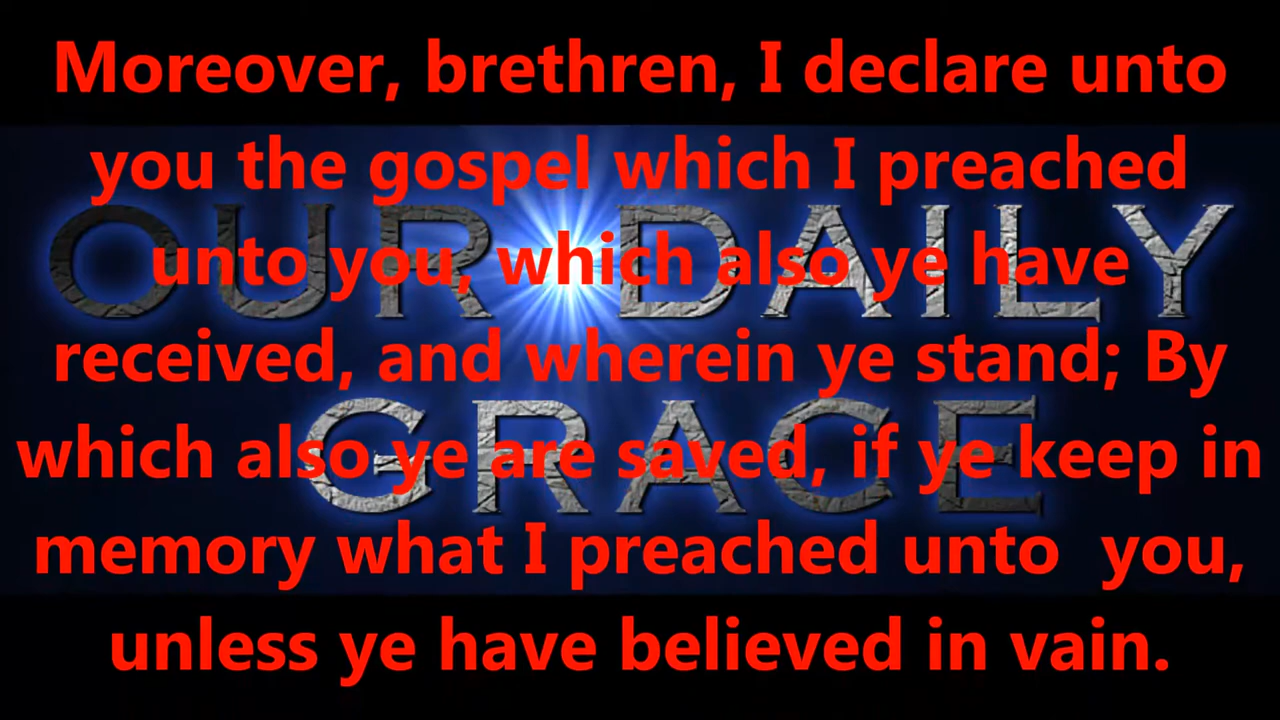 Moreover, brethren, I declare unto
you the gospel which I preached
OUR DAILY
unto you, which also ye have
received, and wherein ye stand; By
GRACE
which also ye are saved, if ye keep in
memory what I preached unto you,
unless ye have believed in vain.